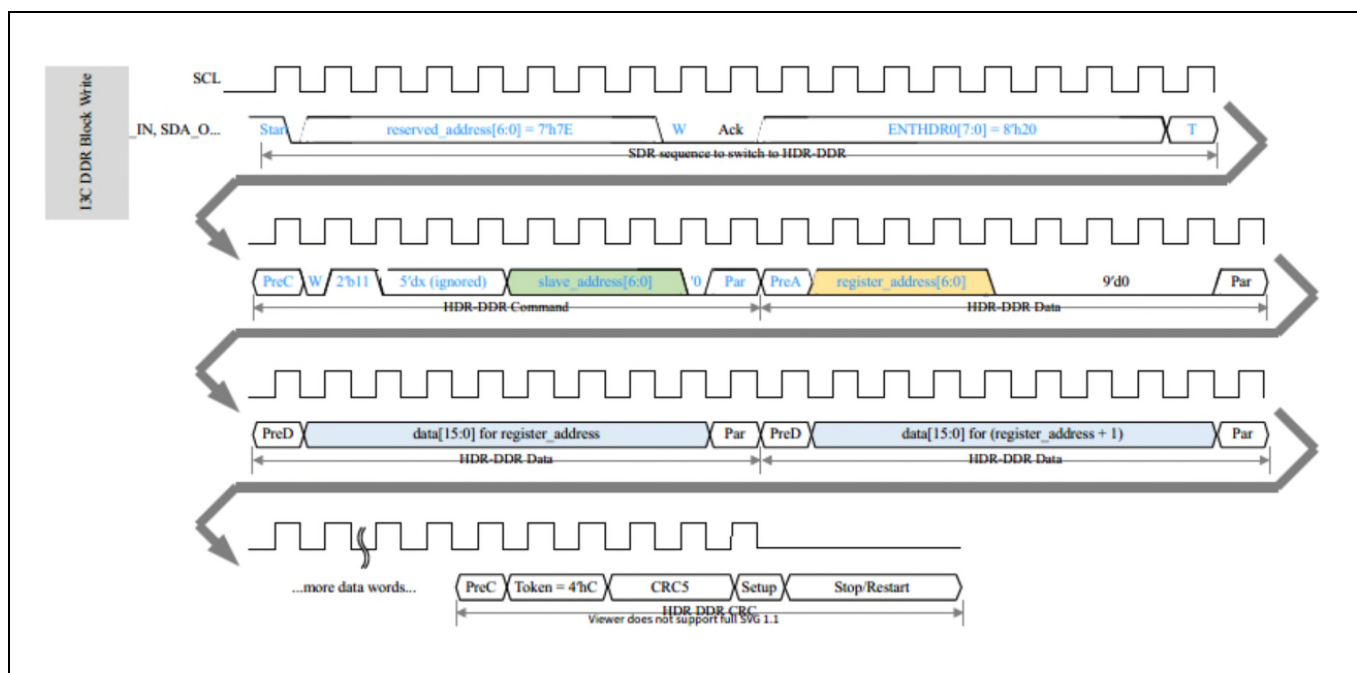 I3C DDR Block Write
SCL
_IN, SDA_O...
Star
reserved_address[6:0] = 7'h7E
W
Ack
ENTHDR0[7:0] = 8'h20
T
SDR sequence to switch to HDR-DDR
PreC
W
2'b11
5'dx (ignored)
slave_address[6:0]
'0
Par
PreA
register_address[6:0]
9'd0
Par
HDR-DDR Command
HDR-DDR Data
PreD
data[15:0] for register_address
Par
PreD
data[15:0] for (register_address + 1)
Par
HDR-DDR Data
HDR-DDR Data
...more data words...
PreC
Token = 4'hC
CRC5
Setup
Stop/Restart
HDR DDR CRC
Viewer does not support full SVG 1.1